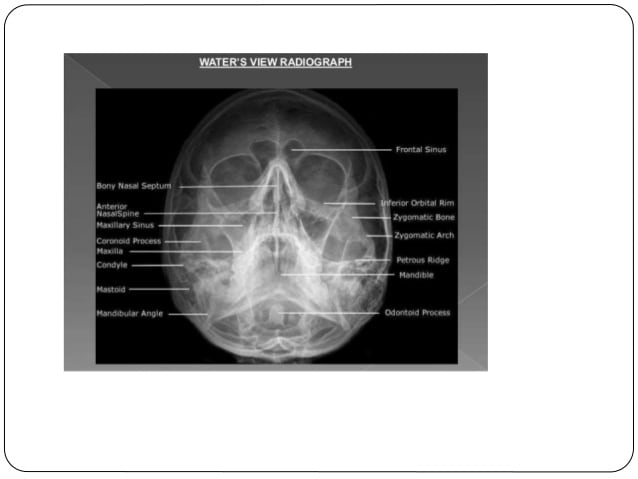 WATER'S VIEW RADIOGRAPH
Frontal Sinus
Bony Nasal Septum
Anterior
NasalSpine
Maxillary Sinus
Coronoid Process
Maxilla
Condyle
Mastoid
Mandibular Angle
Inferior Orbital Rim
Zygomatic Bone
Zygomatic Arch
Petrous Ridge
Mandible
Odontoid Process